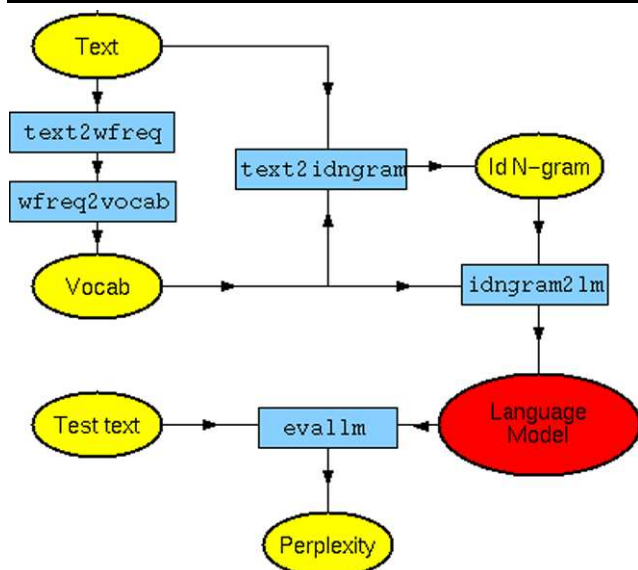 Text
text2wfreq
text2idngram
Id N-gram
wfreq2vocab
Vocab
idngram2lm
Test text
evallm
Language
Model
Perplexity